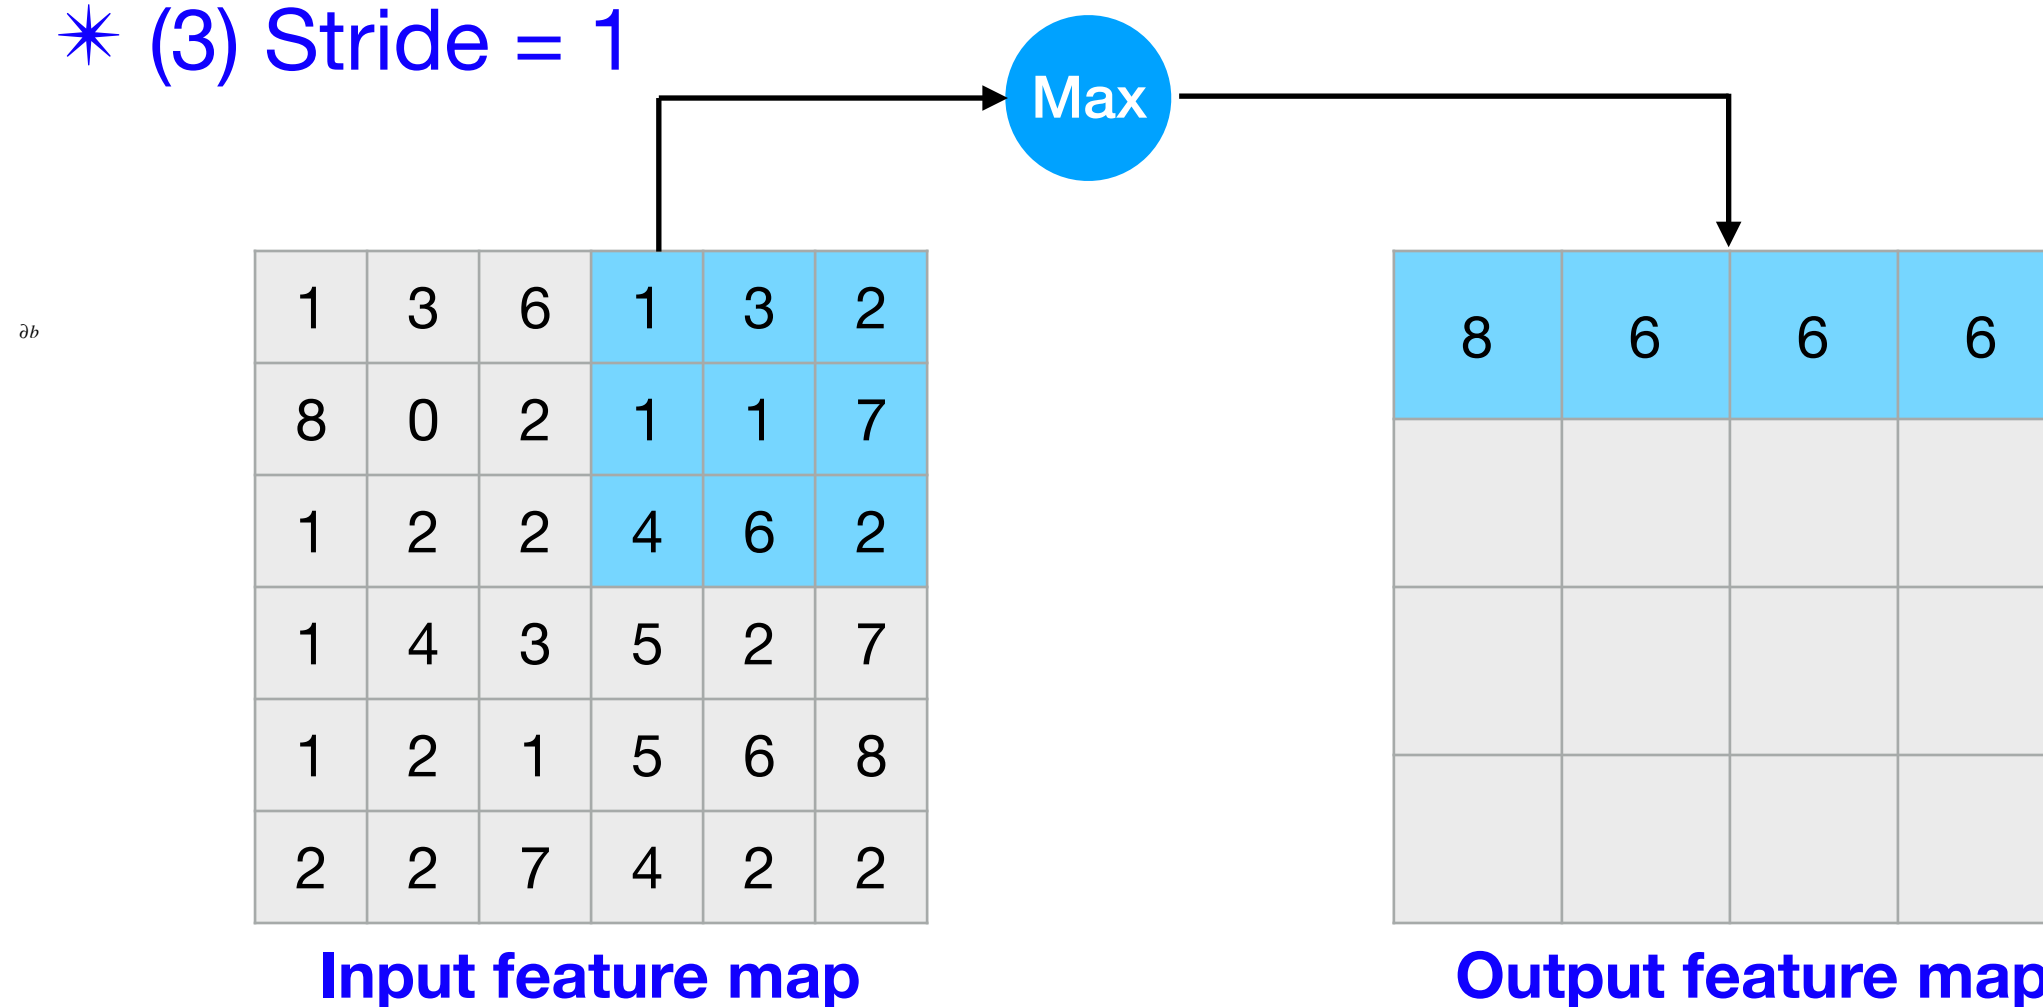 ✴ (3) Stride = 1
Max
∂b
1 3 6 1 3 2
8 0 2 1 1 7
1 2 2 4 6 2
1 4 3 5 2 7
1 2 1 5 6 8
2 2 7 4 2 2
8 6 6 6
Input feature map
Output feature map